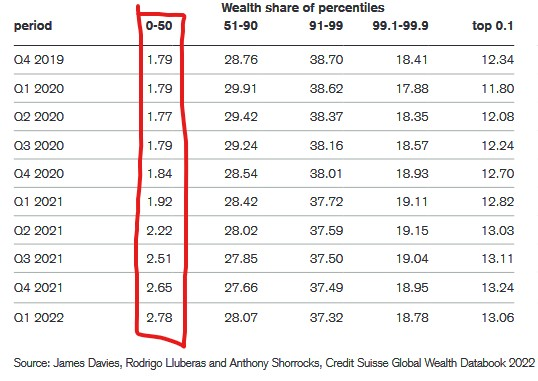 Wealth share of percentiles
period 0-50 51-90 91-99 99.1-99.9 top 0.1
Q4 2019 1.79 28.76 38.70 18.41 12.34
Q1 2020 1.79 29.91 38.62 17.88 11.80
Q2 2020 1.77 29.42 38.37 18.35 12.08
Q3 2020 1.79 29.24 38.16 18.57 12.24
Q4 2020 1.84 28.54 38.01 18.93 12.70
Q1 2021 1.92 28.42 37.72 19.11 12.82
Q2 2021 2.22 28.02 37.59 19.15 13.03
Q3 2021 2.51 27.85 37.50 19.04 13.11
Q4 2021 2.65 27.66 37.49 18.95 13.24
Q1 2022 2.78 28.07 37.32 18.78 13.06
Source: James Davies, Rodrigo Lluberas and Anthony Shorrocks, Credit Suisse Global Wealth Databook 2022